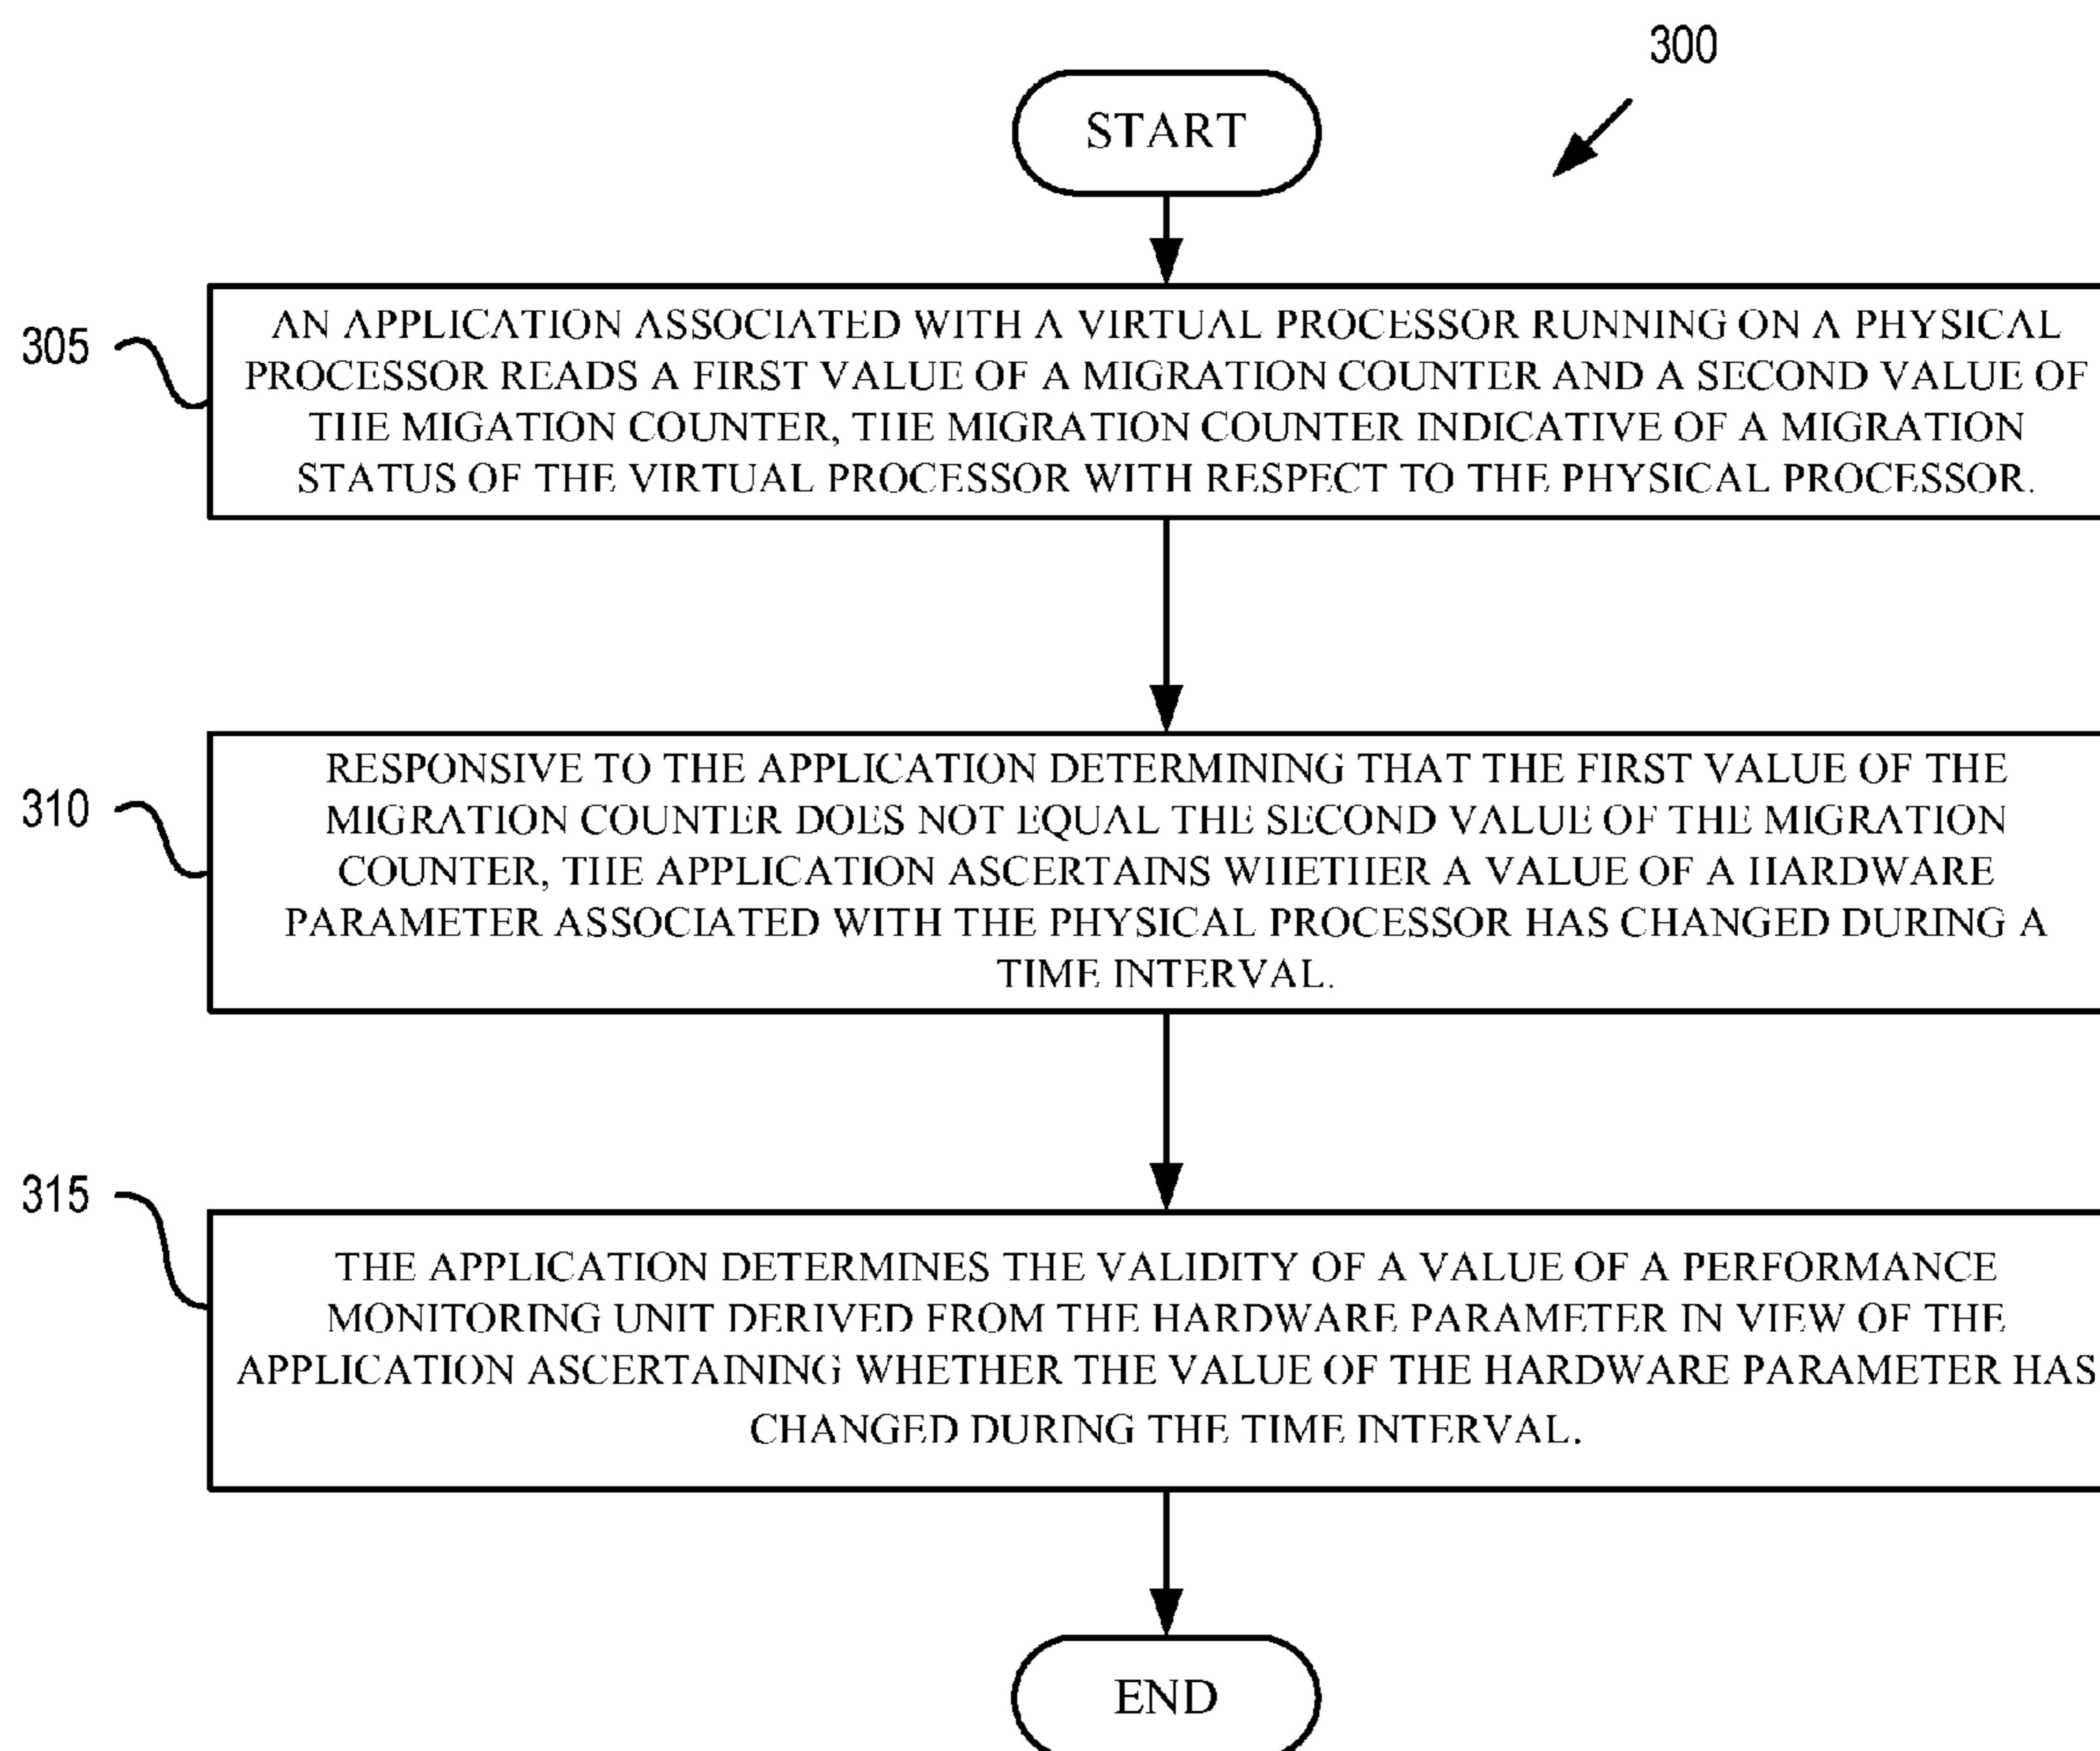 300
START
305
AN APPLICATION ASSOCIATED WITH A VIRTUAL PROCESSOR RUNNING ON A PHYSICAL
PROCESSOR READS A FIRST VALUE OF A MIGRATION COUNTER AND A SECOND VALUE OF
THE MIGATION COUNTER, THE MIGRATION COUNTER INDICATIVE OF A MIGRATION
STATUS OF THE VIRTUAL PROCESSOR WITH RESPECT TO THE PHYSICAL PROCESSOR.
310
RESPONSIVE TO THE APPLICATION DETERMINING THAT THE FIRST VALUE OF THE
MIGRATION COUNTER DOES NOT EQUAL THE SECOND VALUE OF THE MIGRATION
COUNTER, THE APPLICATION ASCERTAINS WHETHER A VALUE OF A HARDWARE
PARAMETER ASSOCIATED WITH THE PHYSICAL PROCESSOR HAS CHANGED DURING A
TIME INTERVAL.
315
THE APPLICATION DETERMINES THE VALIDITY OF A VALUE OF A PERFORMANCE
MONITORING UNIT DERIVED FROM THE HARDWARE PARAMETER IN VIEW OF THE
APPLICATION ASCERTAINING WHETHER THE VALUE OF THE HARDWARE PARAMETER HAS
CHANGED DURING THE TIME INTERVAL.
END